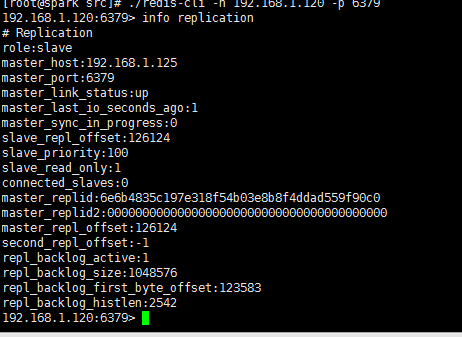 [root@spark src]# ./redis-cli -h 192.168.1.120 -p 6379
192.168.1.120:6379> info replication
# Replication
role:slave
master_host:192.168.1.125
master_port:6379
master_link_status:up
master_last_io_seconds_ago:1
master_sync_in_progress:0
slave_repl_offset:126124
slave_priority:100
slave_read_only:1
connected_slaves:0
master_replid:6e6b4835c197e318f54b03e8b8f4ddad559f90c0
master_replid2:0000000000000000000000000000000000000000
master_repl_offset:126124
second_repl_offset:-1
repl_backlog_active:1
repl_backlog_size:1048576
repl_backlog_first_byte_offset:123583
repl_backlog_histlen:2542
192.168.1.120:6379>